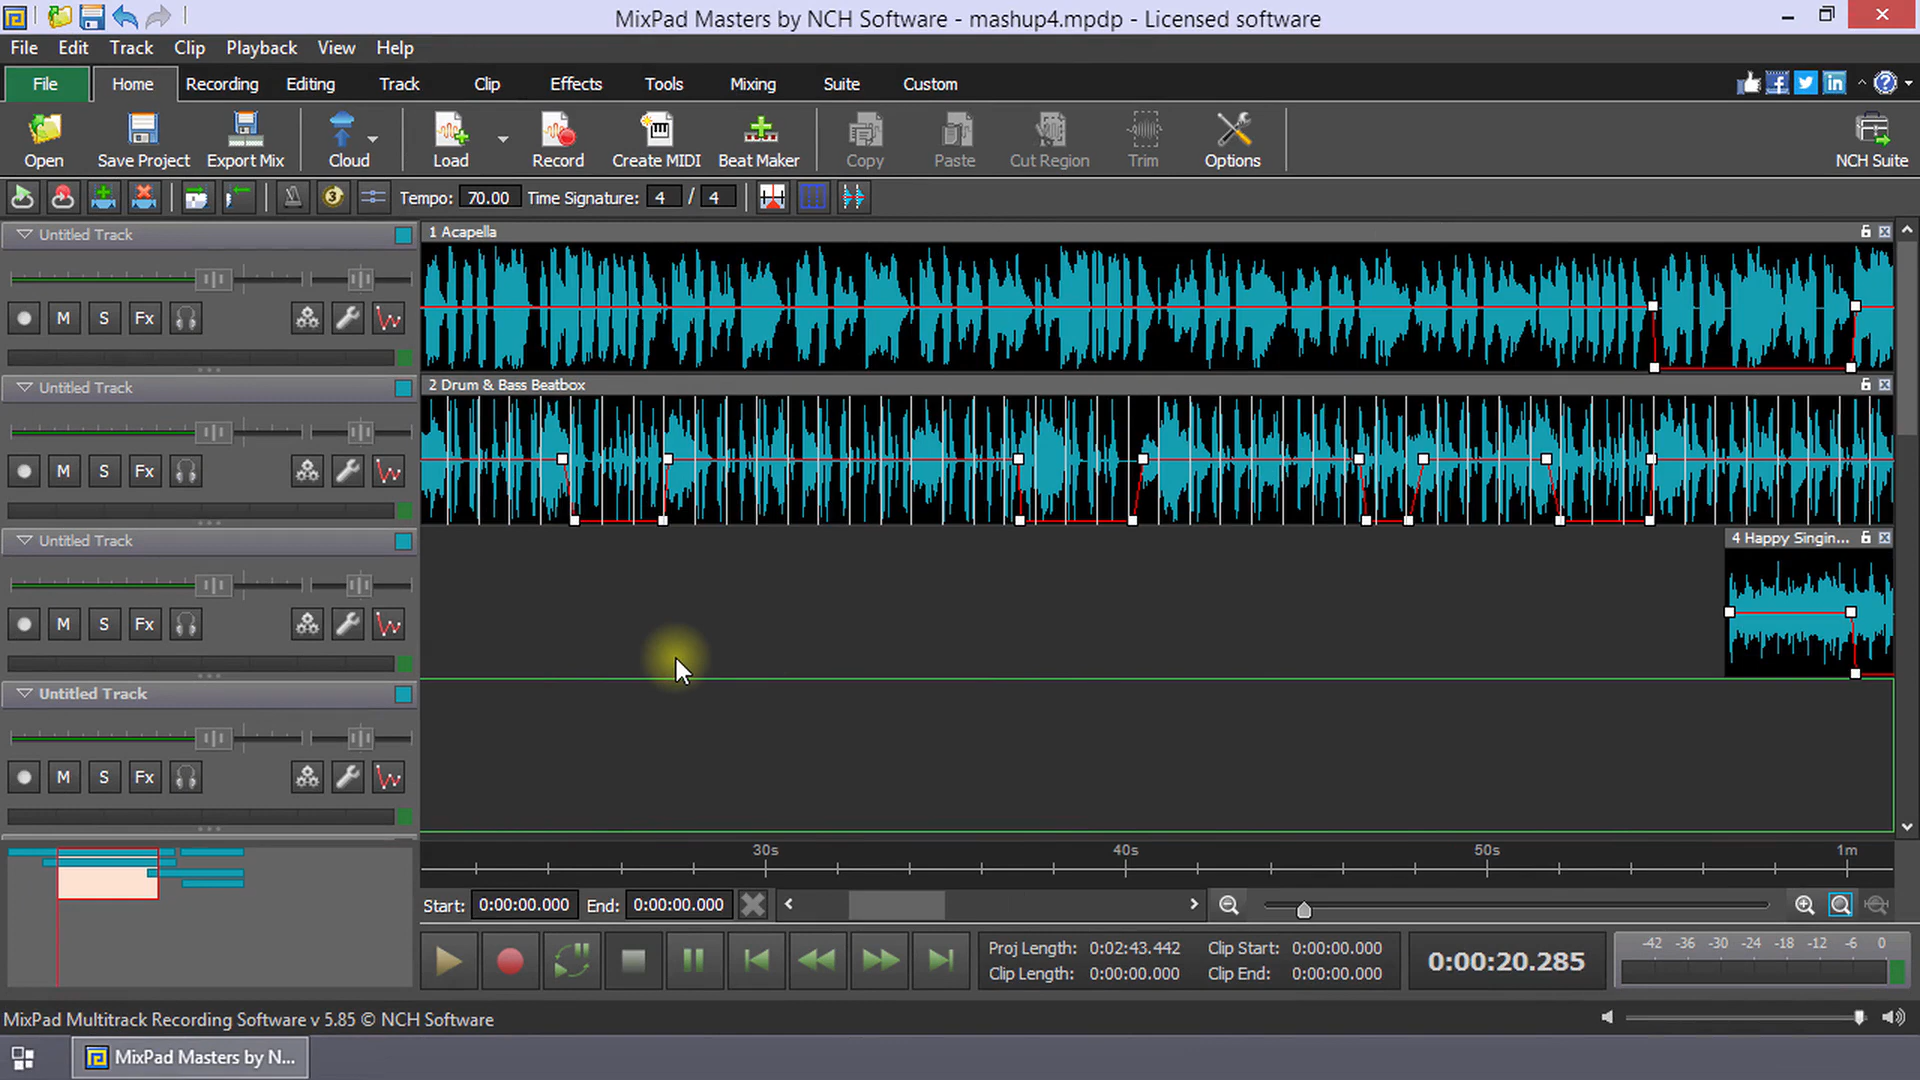 MixPad Masters by NCH Software - mashup4.mpdp - Licensed software
File Edit Track Clip Playback View Help
File Home Recording Editing Track Clip Effects Tools Mixing Suite Custom
Open Save Project Export Mix Cloud Load Record Create MIDI Beat Maker Copy Paste Cut Region Trim Options NCH Suite
Tempo: 70.00 Time Signature: 4 / 4
Untitled Track
1 Acapella
M S Fx
Untitled Track
2 Drum & Bass Beatbox
M S Fx
Untitled Track
4 Happy Singin...
M S Fx
Untitled Track
M S Fx
30s 40s 50s 1m
Start: 0:00:00.000 End: 0:00:00.000
Proj Length: 0:02:43.442 Clip Start: 0:00:00.000
Clip Length: 0:00:00.000 Clip End: 0:00:00.000
0:00:20.285
-42 -36 -30 -24 -18 -12 -6 0
MixPad Multitrack Recording Software v 5.85 © NCH Software
MixPad Masters by N...